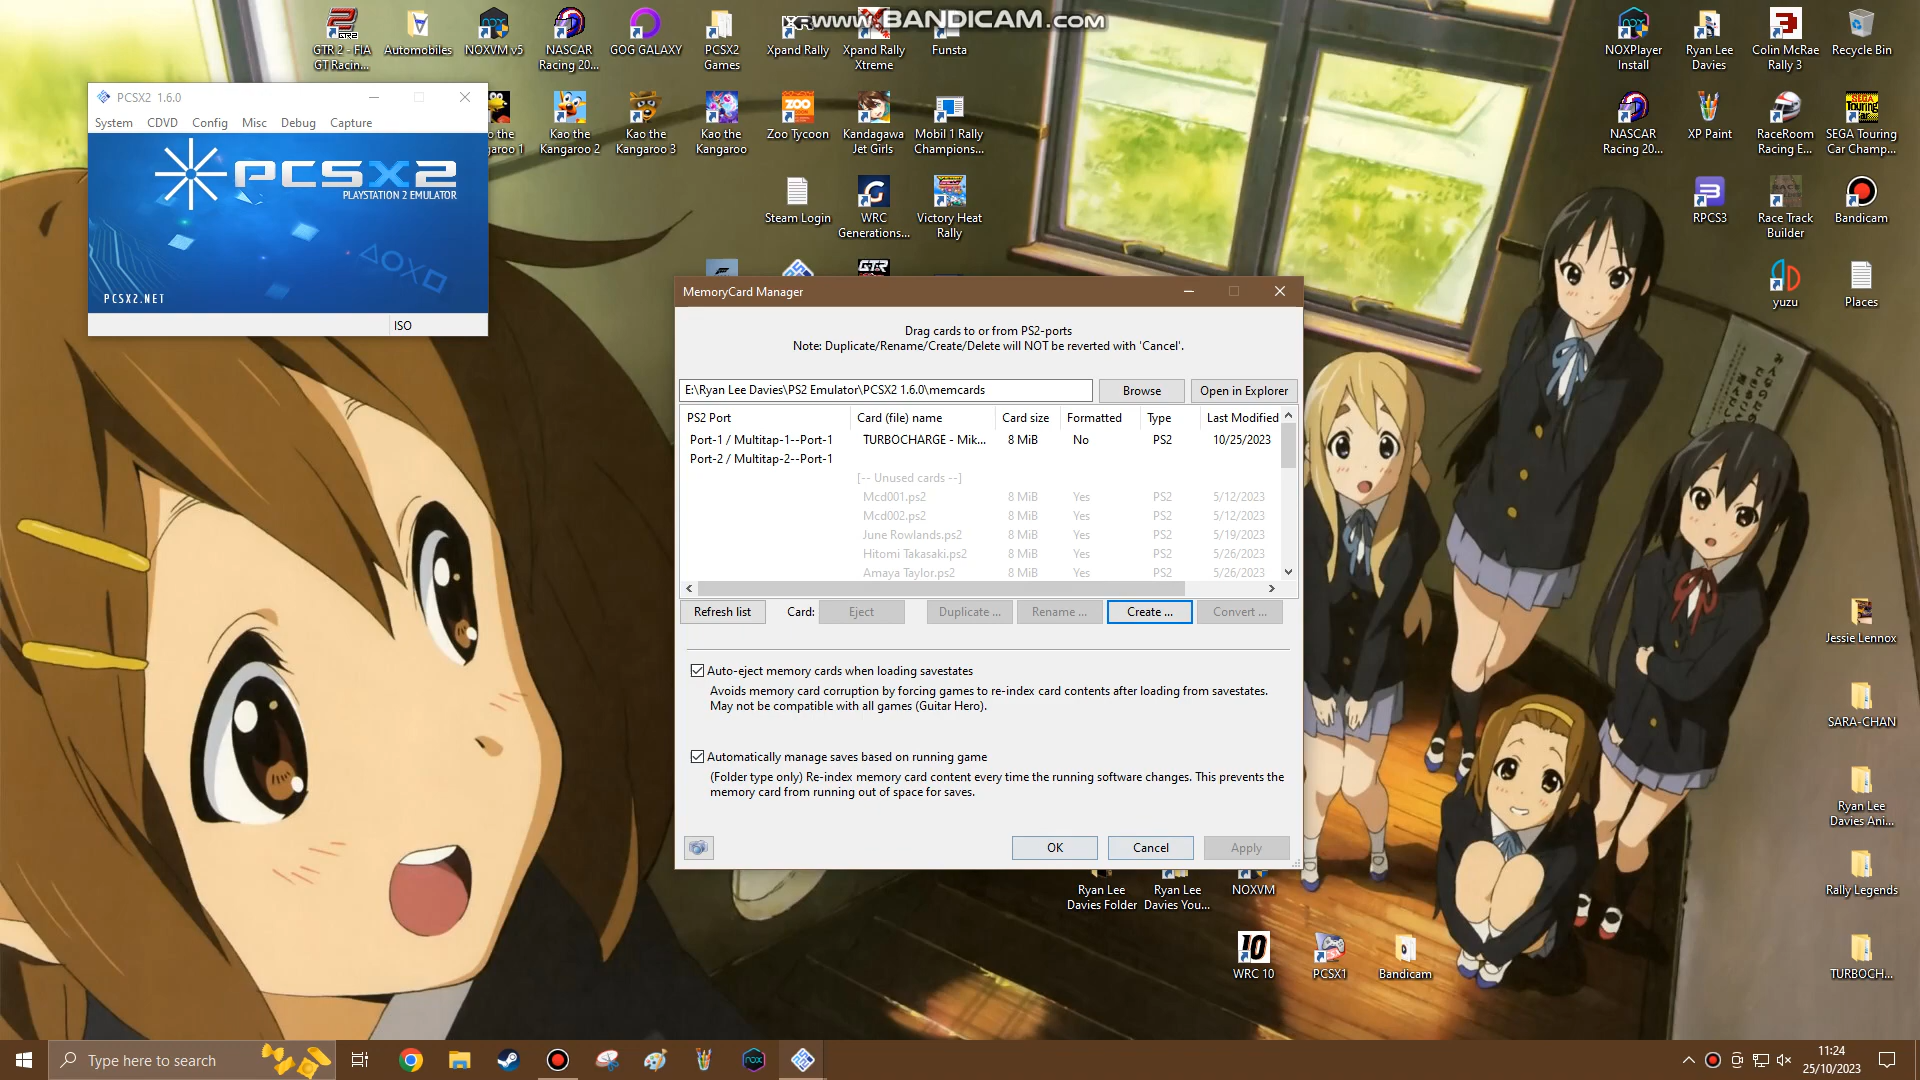 www.BANDICAM.com
GTR 2 - FIA
GT Racin...
Automobiles
NOXVM v5
NASCAR
Racing 20...
GOG GALAXY
PCSX2
Games
Xpand Rally
Xpand Rally
Xtreme
Funsta
NOXPlayer
Install
Ryan Lee
Davies
Colin McRae
Rally 3
Recycle Bin
PCSX2 1.6.0
System
CDVD
Config
Misc
Debug
Capture
PCSX2
PLAYSTATION 2 EMULATOR
PCSX2.NET
ISO
o the
garoo 1
Kao the
Kangaroo 2
Kao the
Kangaroo 3
Kao the
Kangaroo
ZOO
Zoo Tycoon
Kandagawa
Jet Girls
Mobil 1 Rally
Champions...
NASCAR
Racing 20...
XP Paint
RaceRoom
Racing E...
SEGA Touring
Car Champ...
Steam Login
WRC
Generations...
Victory Heat
Rally
RPCS3
Race Track
Builder
Bandicam
yuzu
Places
MemoryCard Manager
Drag cards to or from PS2-ports
Note: Duplicate/Rename/Create/Delete will NOT be reverted with 'Cancel'.
E:\Ryan Lee Davies\PS2 Emulator\PCSX2 1.6.0\memcards
Browse
Open in Explorer
PS2 Port Card (file) name Card size Formatted Type Last Modified
Port-1 / Multitap-1--Port-1 TURBOCHARGE - Mik... 8 MiB No PS2 10/25/2023
Port-2 / Multitap-2--Port-1
[-- Unused cards --]
Mcd001.ps2 8 MiB Yes PS2 5/12/2023
Mcd002.ps2 8 MiB Yes PS2 5/12/2023
June Rowlands.ps2 8 MiB Yes PS2 5/19/2023
Hitomi Takasaki.ps2 8 MiB Yes PS2 5/26/2023
Amaya Taylor.ps2 8 MiB Yes PS2 5/26/2023
Refresh list
Card:
Eject
Duplicate ...
Rename ...
Create ...
Convert ...
Auto-eject memory cards when loading savestates
Avoids memory card corruption by forcing games to re-index card contents after loading from savestates.
May not be compatible with all games (Guitar Hero).
Automatically manage saves based on running game
(Folder type only) Re-index memory card content every time the running software changes. This prevents the
memory card from running out of space for saves.
OK
Cancel
Apply
Jessie Lennox
SARA-CHAN
Ryan Lee
Davies Ani...
Rally Legends
TURBOCH...
Ryan Lee
Davies Folder
Ryan Lee
Davies You...
NOXVM
WRC 10
PCSX1
Bandicam
Type here to search
11:24
25/10/2023